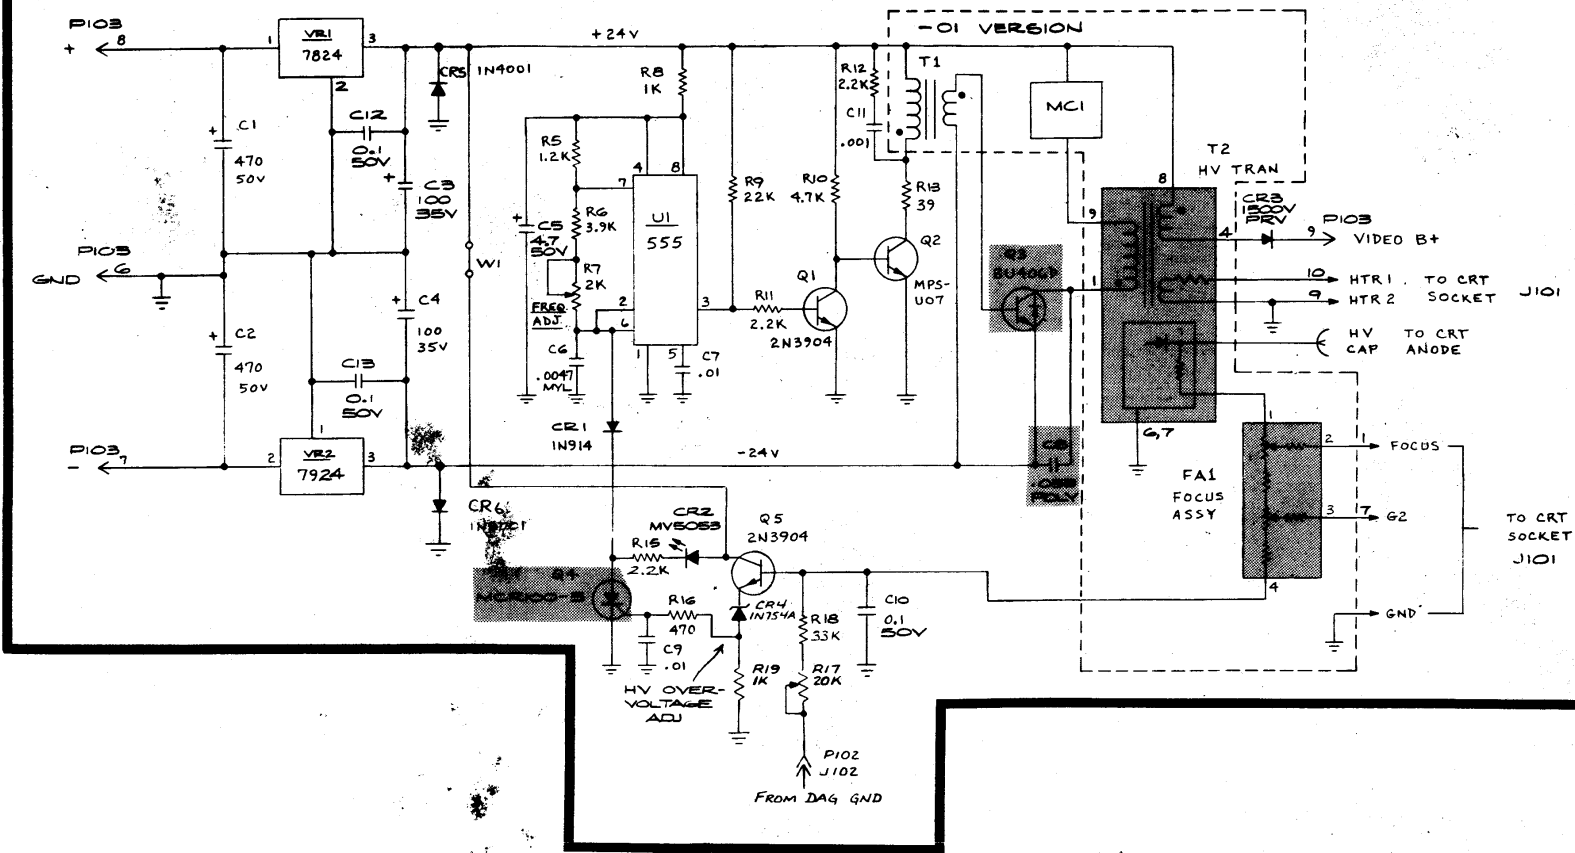 -01 VERSION
P103
+ 8
1
VR1
7824
3
2
+24V
CR5 1N4001
R8
1K
R12
2.2K
C11
.001
T1
MC1
T2
HV TRAN
8
9
4
1
6,7
CR3
1500V
PRV
P103
9
VIDEO B+
10
HTR1
9
HTR 2
TO CRT
SOCKET
J101
HV
CAP
TO CRT
ANODE
+
C1
470
50V
C12
0.1
50V
+
C3
100
35V
P103
6
GND
+
C2
470
50V
+
C4
100
35V
C13
0.1
50V
P103
- 7
2
1
VR2
7924
3
-24V
CR6
W1
+
C5
4.7
50V
R5
1.2K
R6
3.9K
R7
2K
FREQ
ADJ.
C6
.0047
MYL
4
8
7
U1
555
2
6
3
1
5
C7
.01
R9
22K
R10
4.7K
R11
2.2K
Q1
2N3904
R13
39
Q2
MPS-
U07
Q3
BU406D
C8
POLY
CR1
1N914
CR2
MV5053
R15
2.2K
Q5
2N3904
Q4
MCR100-
R16
470
C9
.01
CR4
1N754A
R18
33K
C10
0.1
50V
R19
1K
R17
20K
HV OVER-
VOLTAGE
ADJ
P102
J102
FROM DAG GND
FA1
FOCUS
ASSY
1
2
3
4
1
FOCUS
7
G2
GND
TO CRT
SOCKET
J101